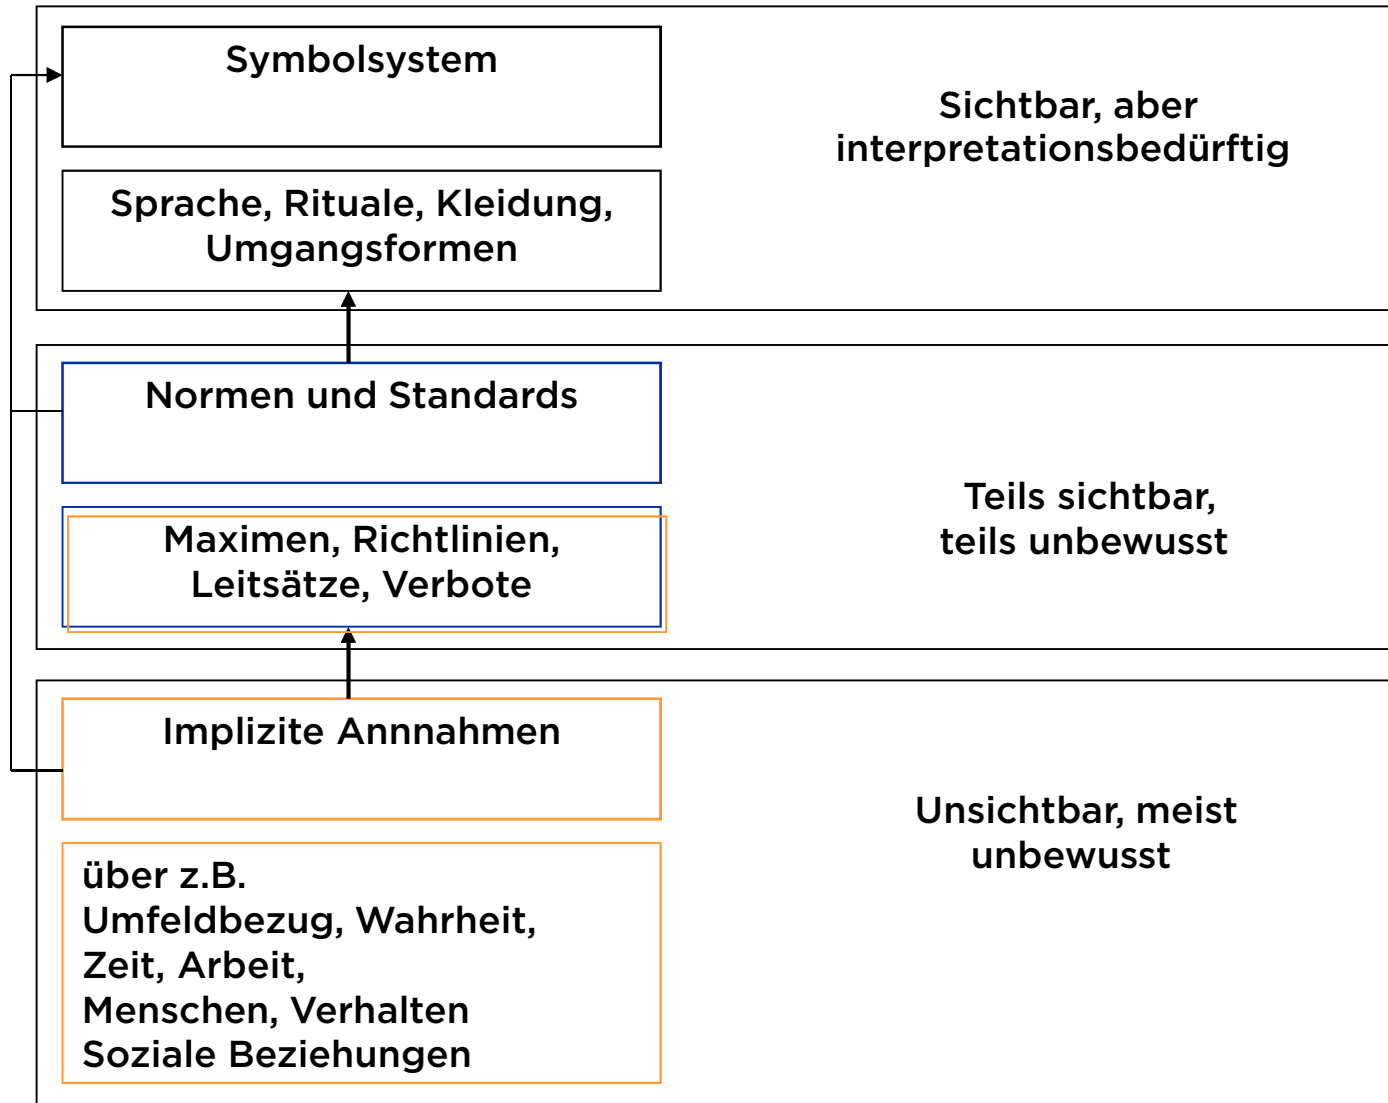 Symbolsystem
Sichtbar, aber
interpretationsbedürftig
Sprache, Rituale, Kleidung,
Umgangsformen
Normen und Standards
Teils sichtbar,
teils unbewusst
Maximen, Richtlinien,
Leitsätze, Verbote
Implizite Annnahmen
Unsichtbar, meist
unbewusst
über z.B.
Umfeldbezug, Wahrheit,
Zeit, Arbeit,
Menschen, Verhalten
Soziale Beziehungen